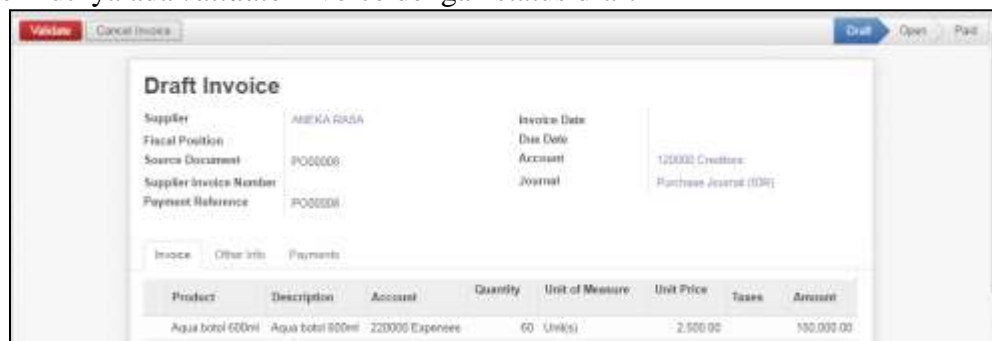 Validate Cancel Invoice Draft Open Paid
Draft Invoice
Supplier ANEKA RASA Invoice Date
Fiscal Position Due Date
Source Document PO00008 Account 120000 Creditors
Supplier Invoice Number Journal Purchase Journal (IDR)
Payment Reference PO00008
Invoice Other Info Payments
Product Description Account Quantity Unit of Measure Unit Price Taxes Amount
Aqua botol 600ml Aqua botol 600ml 220000 Expenses 60 Unit(s) 2,500.00